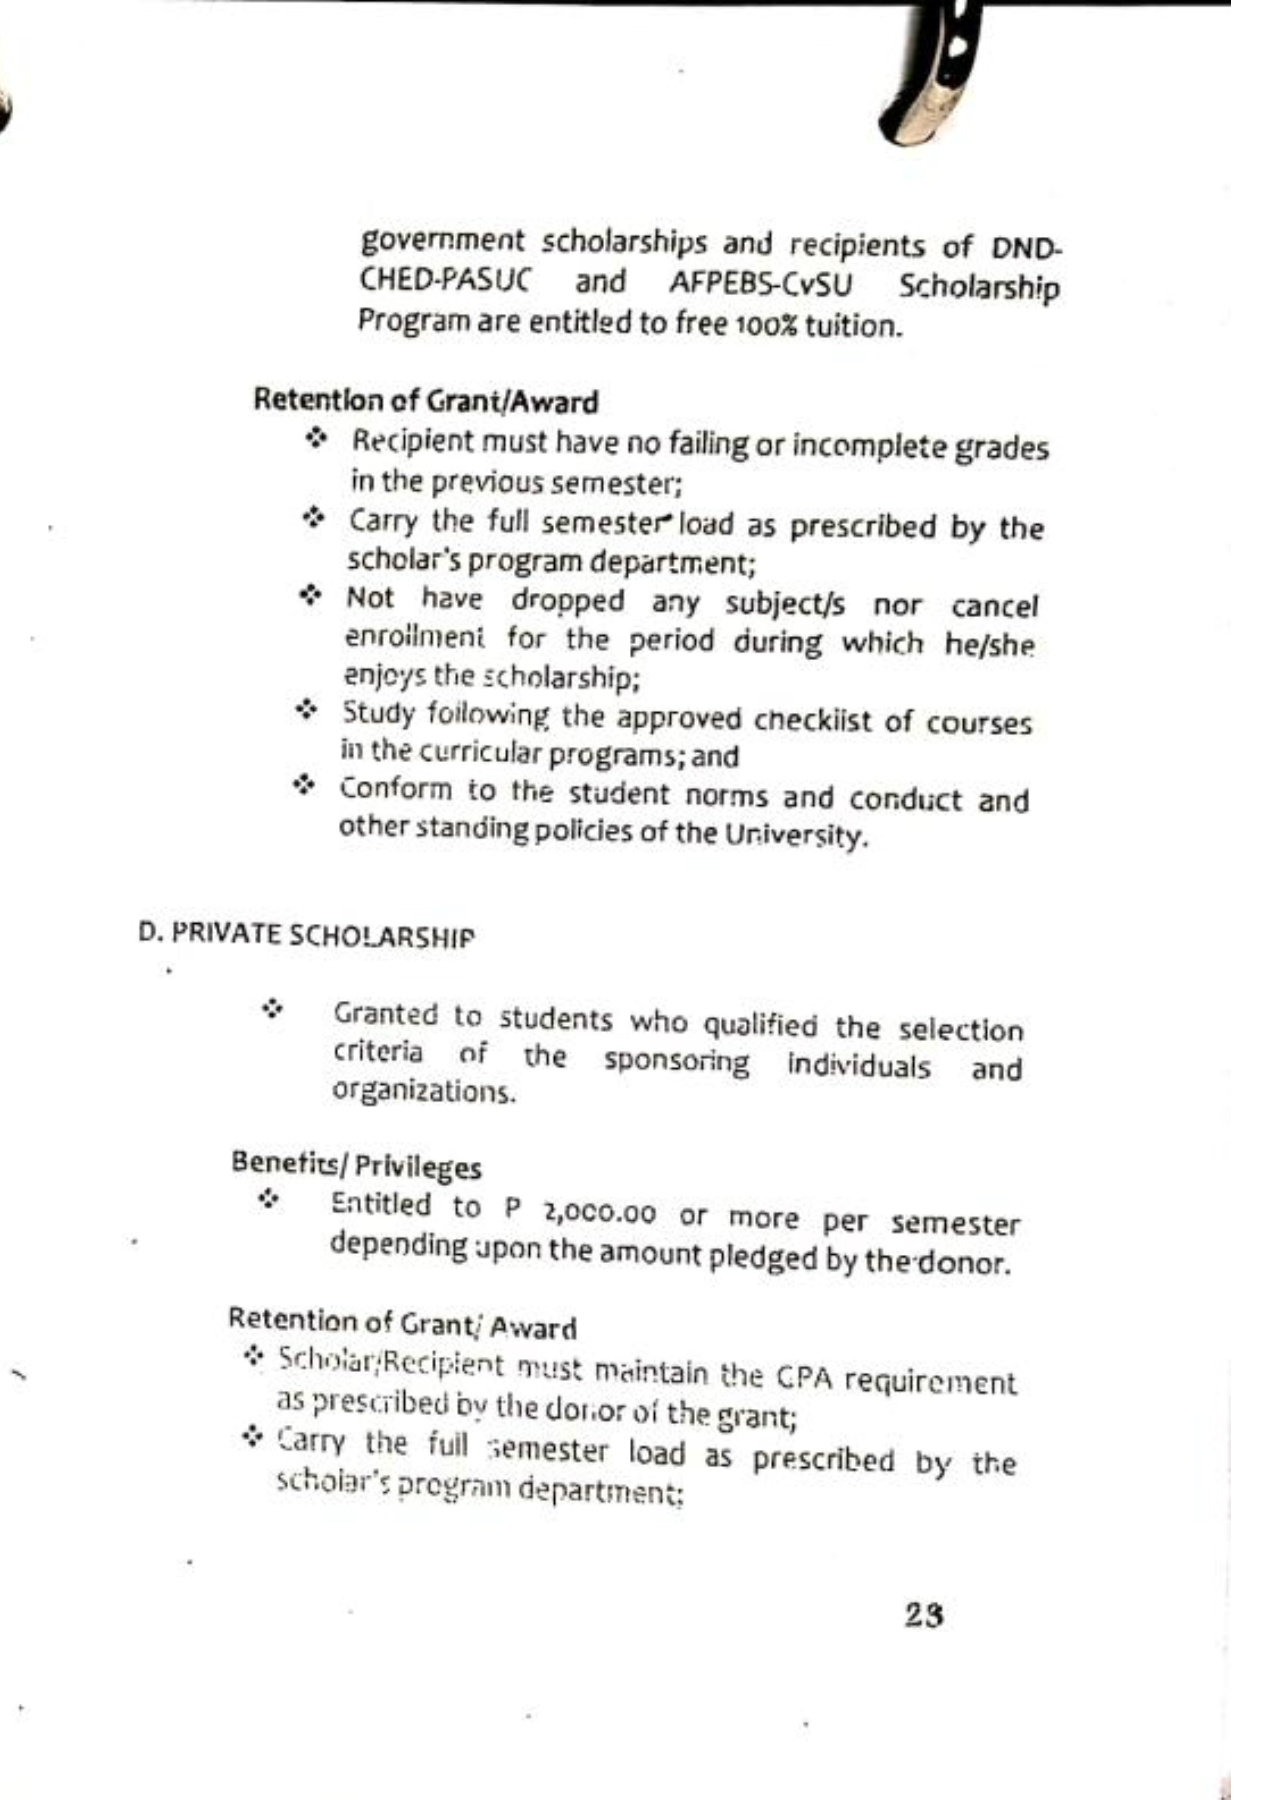 government scholarships and recipients of DND-
CHED-PASUC and AFPEBS-CvSU Scholarship
Program are entitled to free 100% tuition.
Retention of Grant/Award
❖ Recipient must have no failing or incomplete grades
in the previous semester;
❖ Carry the full semester load as prescribed by the
scholar's program department;
❖ Not have dropped any subject/s nor cancel
enrollment for the period during which he/she
enjoys the scholarship;
❖ Study following the approved checklist of courses
in the curricular programs; and
❖ Conform to the student norms and conduct and
other standing policies of the University.
D. PRIVATE SCHOLARSHIP
❖ Granted to students who qualified the selection
criteria of the sponsoring individuals and
organizations.
Benefits/ Privileges
❖ Entitled to P 2,000.00 or more per semester
depending upon the amount pledged by the donor.
Retention of Grant/ Award
❖ Scholar/Recipient must maintain the GPA requirement
as prescribed by the donor of the grant;
❖ Carry the full semester load as prescribed by the
scholar's program department;
23